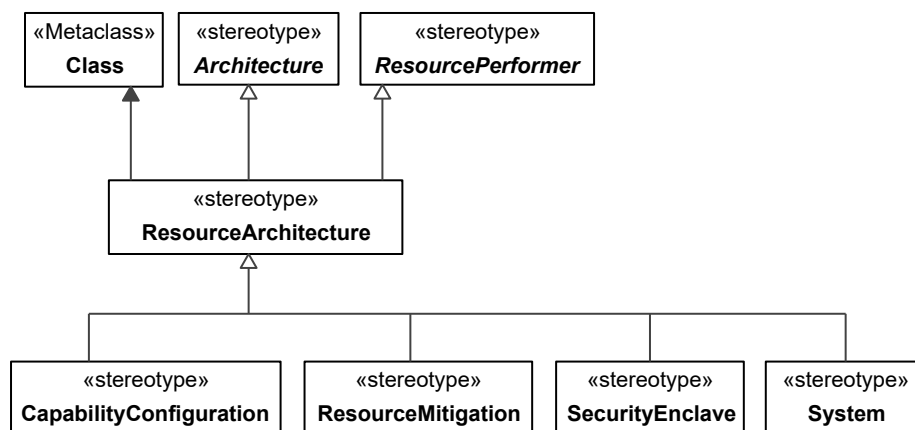 «Metaclass»
Class
«stereotype»
Architecture
«stereotype»
ResourcePerformer
«stereotype»
ResourceArchitecture
«stereotype»
CapabilityConfiguration
«stereotype»
ResourceMitigation
«stereotype»
SecurityEnclave
«stereotype»
System